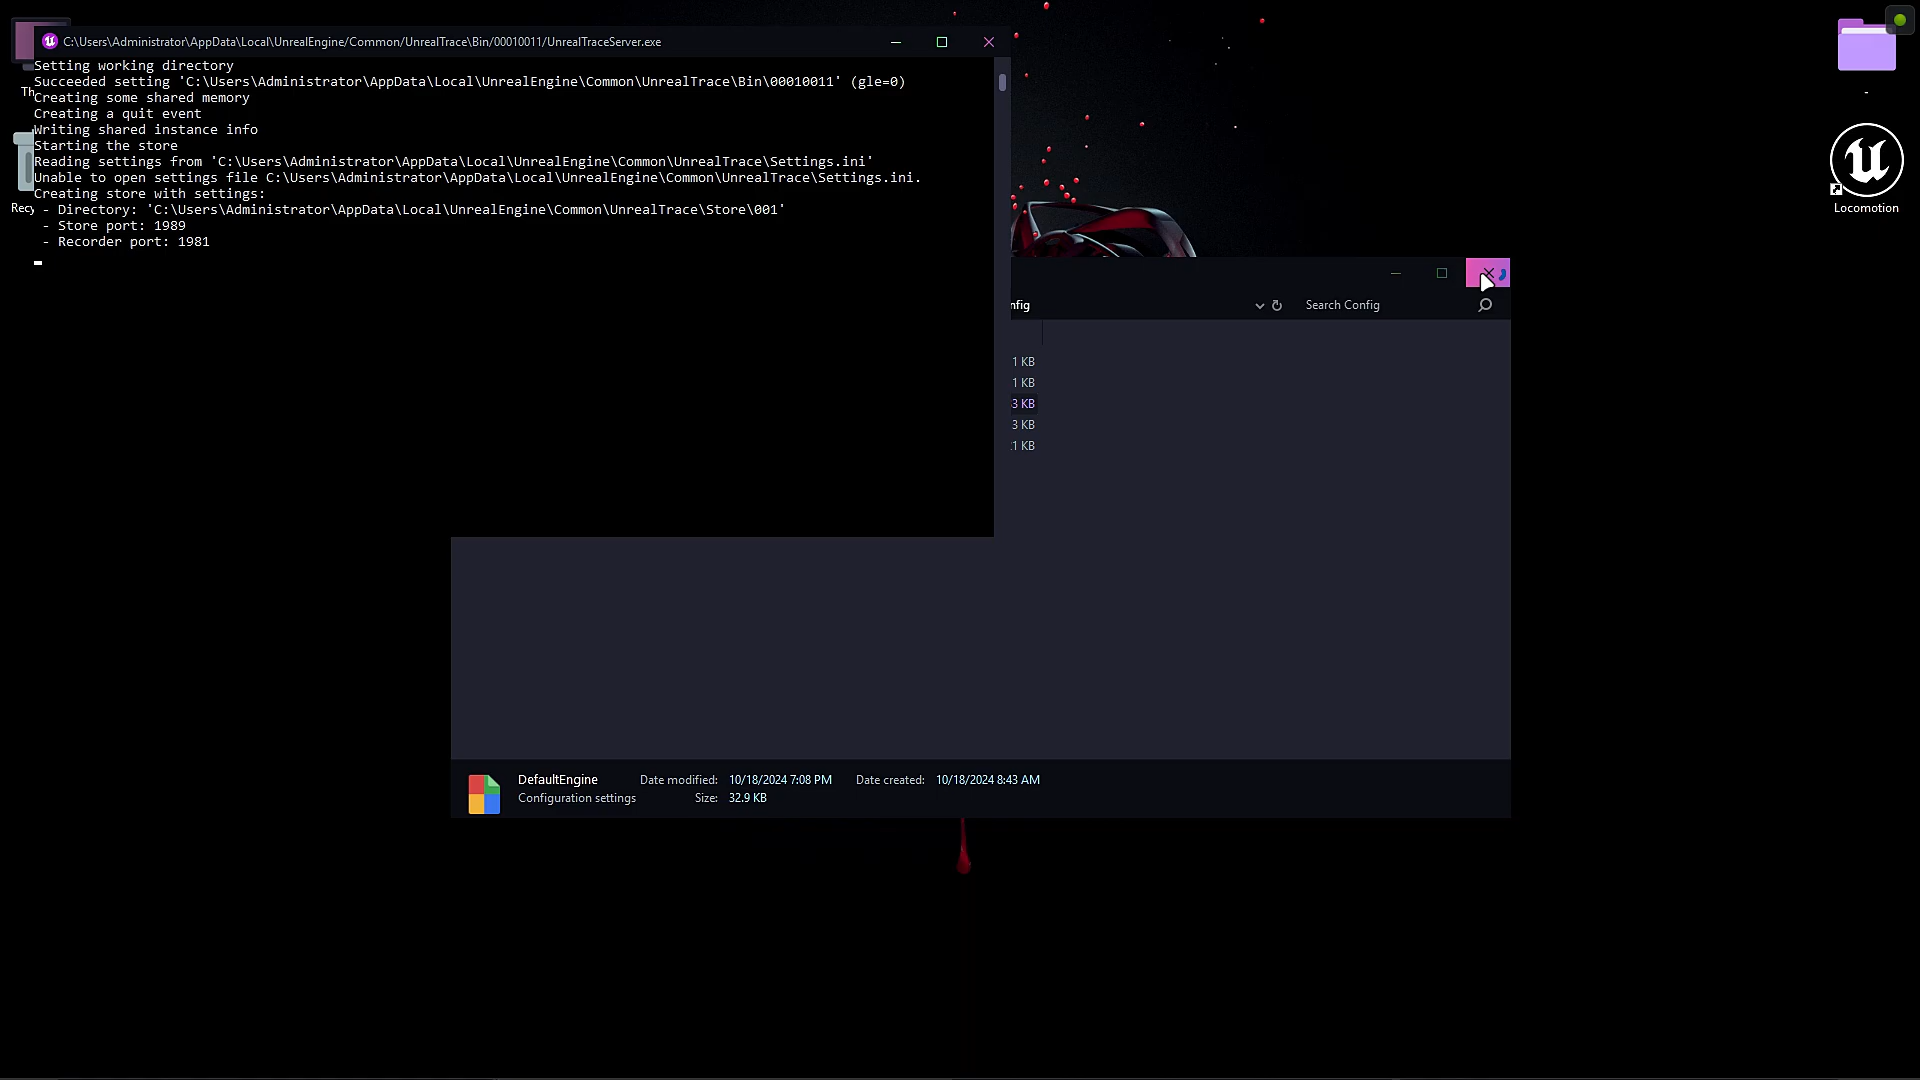 C:\Users\Administrator\AppData\Local\UnrealEngine/Common/UnrealTrace\Bin/00010011/UnrealTraceServer.exe
Setting working directory
Succeeded setting 'C:\Users\Administrator\AppData\Local\UnrealEngine\Common\UnrealTrace\Bin\00010011' (gle=0)
Th
Creating some shared memory
Creating a quit event
Writing shared instance info
Starting the store
Reading settings from 'C:\Users\Administrator\AppData\Local\UnrealEngine\Common\UnrealTrace\Settings.ini'
Unable to open settings file C:\Users\Administrator\AppData\Local\UnrealEngine\Common\UnrealTrace\Settings.ini.
Creating store with settings:
Recy
- Directory: 'C:\Users\Administrator\AppData\Local\UnrealEngine\Common\UnrealTrace\Store\001'
- Store port: 1989
- Recorder port: 1981
-
Locomotion
nfig
Search Config
1 KB
1 KB
3 KB
3 KB
1 KB
DefaultEngine
Date modified: 10/18/2024 7:08 PM
Date created: 10/18/2024 8:43 AM
Configuration settings
Size: 32.9 KB